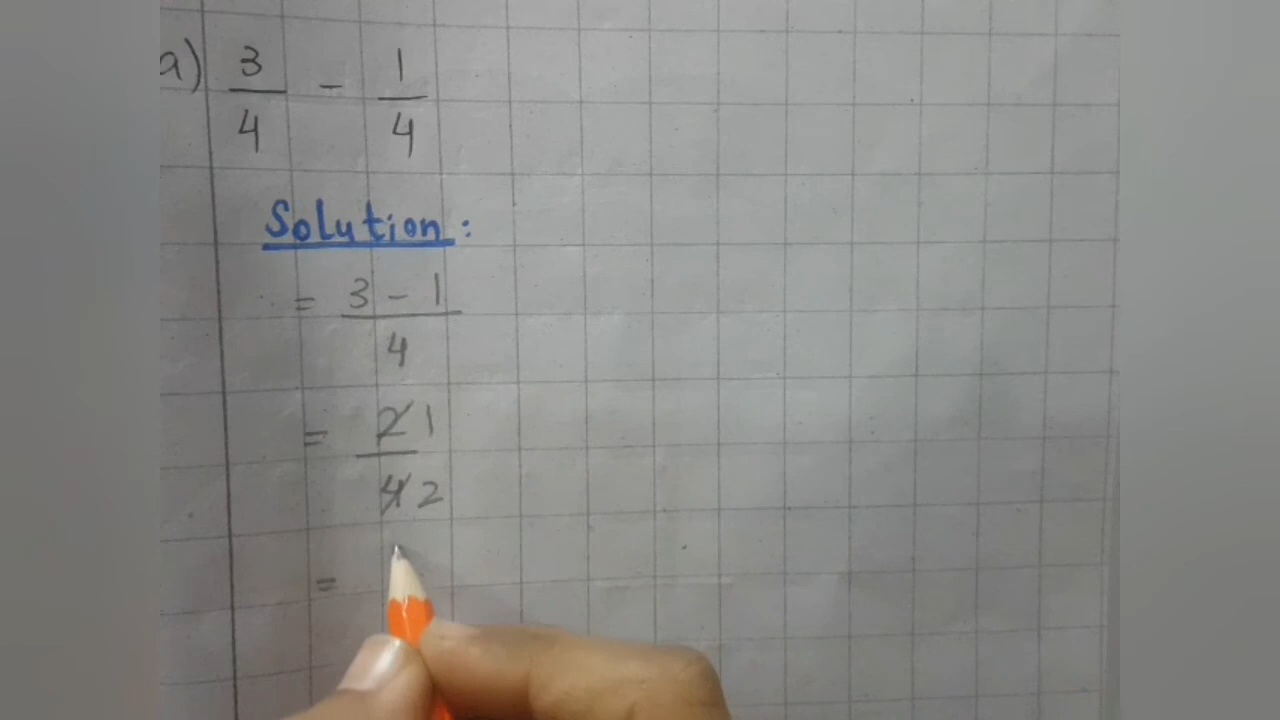 a) 3/4 - 1/4
Solution:
= 3 - 1 / 4
= 2 1 / 4 2
=